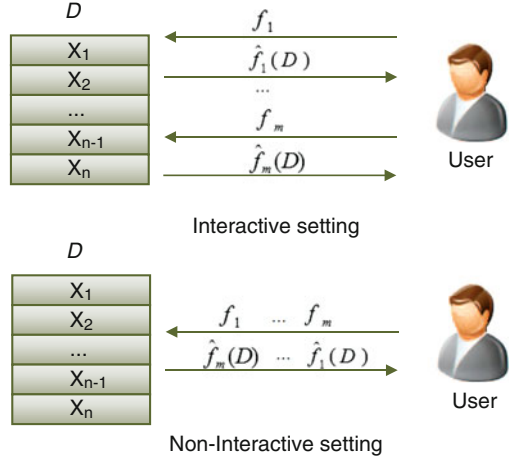 D
f₁
X₁
f̂₁(D)
X₂
...
...
fₘ
Xₙ₋₁
f̂ₘ(D)
Xₙ
User
Interactive setting
D
X₁
X₂
f₁ ... fₘ
...
f̂ₘ(D) ... f̂₁(D)
Xₙ₋₁
Xₙ
User
Non-Interactive setting